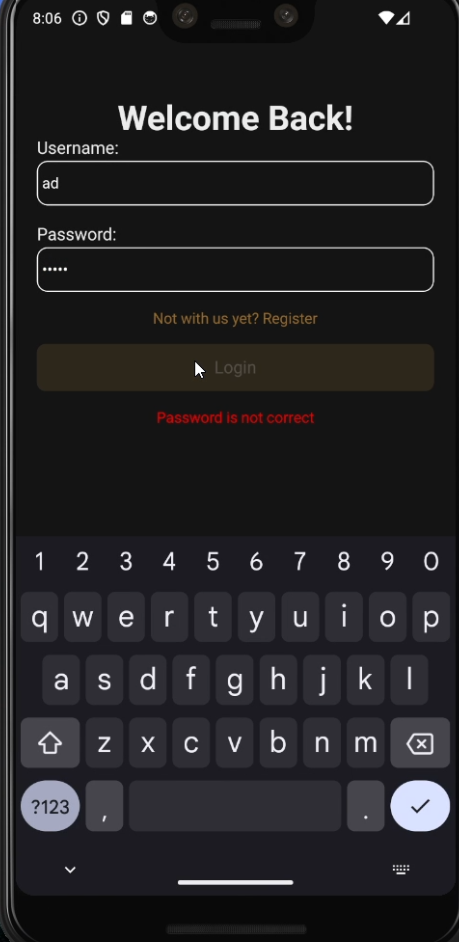 8:06
Welcome Back!
Username:
ad
Password:
•••••
Not with us yet? Register
Login
Password is not correct
1 2 3 4 5 6 7 8 9 0
q w e r t y u i o p
a s d f g h j k l
z x c v b n m
?123 , .